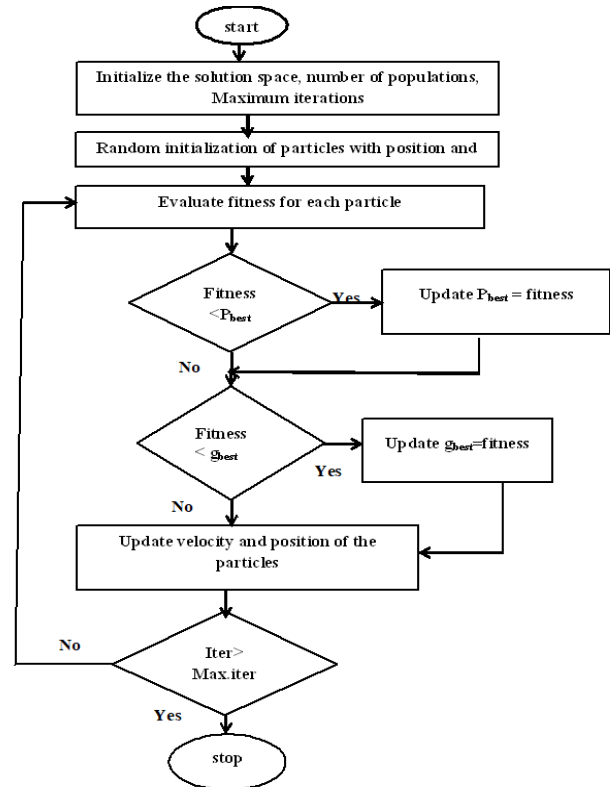 start
Initialize the solution space, number of populations,
Maximum iterations
Random initialization of particles with position and
Evaluate fitness for each particle
Fitness
<Pbest
Yes
Update Pbest = fitness
No
Fitness
< gbest
Yes
Update gbest=fitness
No
Update velocity and position of the
particles
No
Iter>
Max.iter
Yes
stop